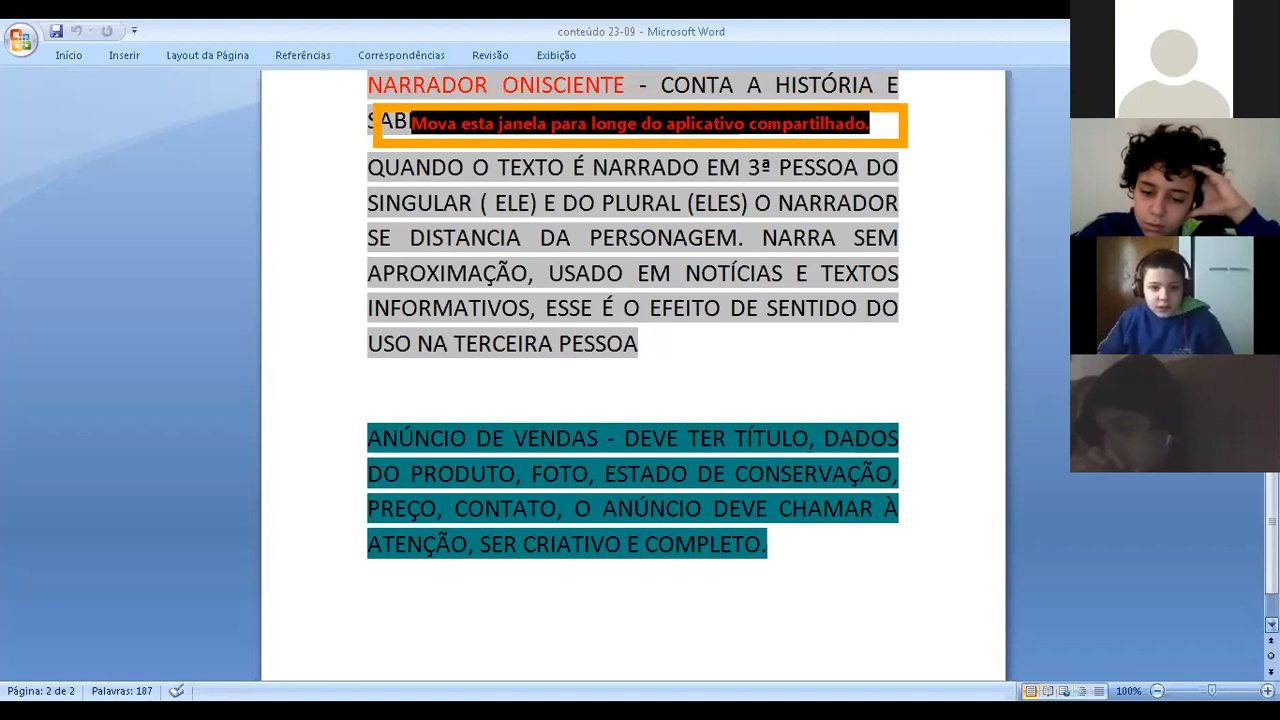 conteúdo 23-09 - Microsoft Word
Início Inserir Layout da Página Referências Correspondências Revisão Exibição
NARRADOR ONISCIENTE - CONTA A HISTÓRIA E
SAB
Mova esta janela para longe do aplicativo compartilhado.
QUANDO O TEXTO É NARRADO EM 3ª PESSOA DO
SINGULAR ( ELE) E DO PLURAL (ELES) O NARRADOR
SE DISTANCIA DA PERSONAGEM. NARRA SEM
APROXIMAÇÃO, USADO EM NOTÍCIAS E TEXTOS
INFORMATIVOS, ESSE É O EFEITO DE SENTIDO DO
USO NA TERCEIRA PESSOA
ANÚNCIO DE VENDAS - DEVE TER TÍTULO, DADOS
DO PRODUTO, FOTO, ESTADO DE CONSERVAÇÃO,
PREÇO, CONTATO, O ANÚNCIO DEVE CHAMAR À
ATENÇÃO, SER CRIATIVO E COMPLETO.
Página: 2 de 2 Palavras: 187 100%